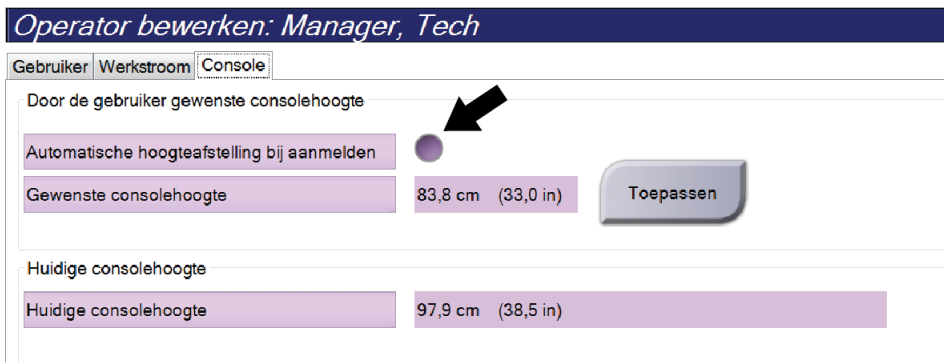 Operator bewerken: Manager, Tech
Gebruiker Werkstroom Console
Door de gebruiker gewenste consolehoogte
Automatische hoogteafstelling bij aanmelden
Gewenste consolehoogte 83,8 cm (33,0 in) Toepassen
Huidige consolehoogte
Huidige consolehoogte 97,9 cm (38,5 in)